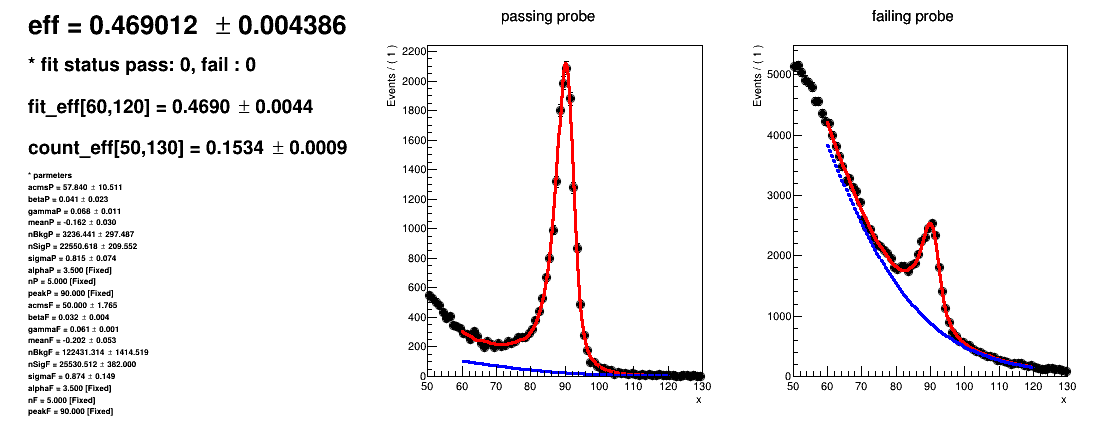 eff = 0.469012 ± 0.004386
* fit status pass: 0, fail : 0
fit_eff[60,120] = 0.4690 ± 0.0044
count_eff[50,130] = 0.1534 ± 0.0009
* parmeters
acmsP = 57.840 ± 10.511
betaP = 0.041 ± 0.023
gammaP = 0.068 ± 0.011
meanP = -0.162 ± 0.030
nBkgP = 3236.441 ± 297.487
nSigP = 22550.618 ± 209.552
sigmaP = 0.815 ± 0.074
alphaP = 3.500 [Fixed]
nP = 5.000 [Fixed]
peakP = 90.000 [Fixed]
acmsF = 50.000 ± 1.765
betaF = 0.032 ± 0.004
gammaF = 0.061 ± 0.001
meanF = -0.202 ± 0.053
nBkgF = 122431.314 ± 1414.519
nSigF = 25530.512 ± 382.000
sigmaF = 0.874 ± 0.149
alphaF = 3.500 [Fixed]
nF = 5.000 [Fixed]
peakF = 90.000 [Fixed]
passing probe
Events / ( 1 )
2200
2000
1800
1600
1400
1200
1000
800
600
400
200
0
50 60 70 80 90 100 110 120 130
x
failing probe
Events / ( 1 )
5000
4000
3000
2000
1000
0
50 60 70 80 90 100 110 120 130
x